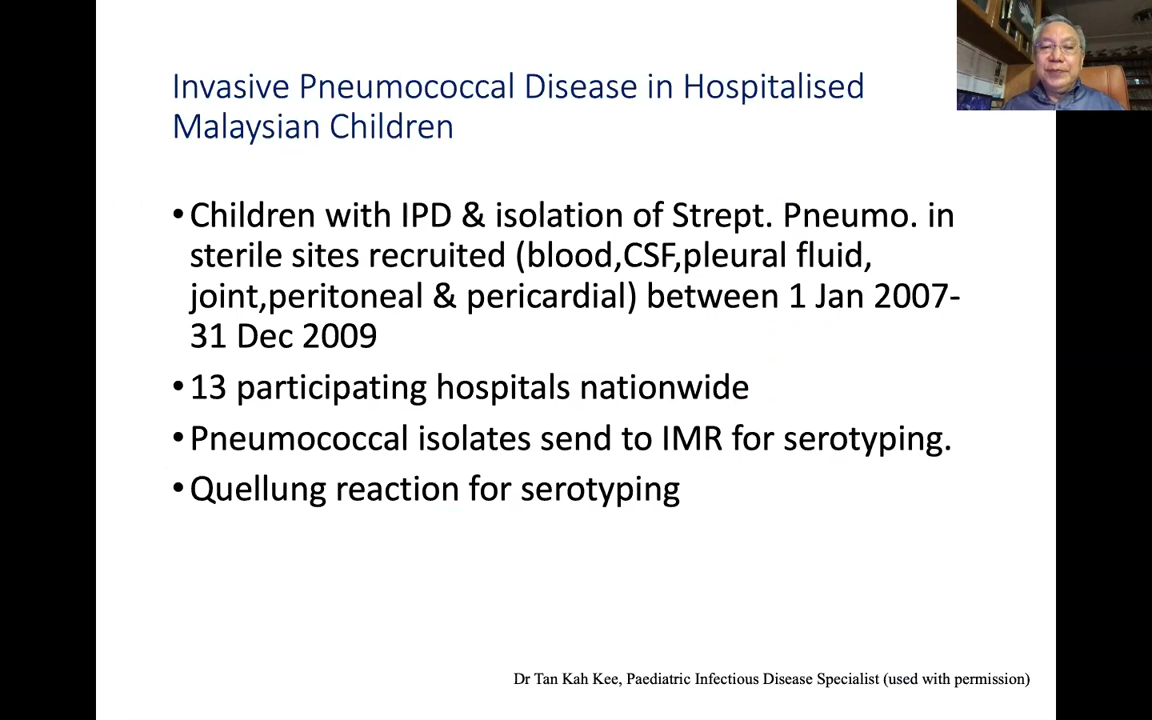 Invasive Pneumococcal Disease in Hospitalised
Malaysian Children
•Children with IPD & isolation of Strept. Pneumo. in
sterile sites recruited (blood,CSF,pleural fluid,
joint,peritoneal & pericardial) between 1 Jan 2007-
31 Dec 2009
•13 participating hospitals nationwide
•Pneumococcal isolates send to IMR for serotyping.
•Quellung reaction for serotyping
Dr Tan Kah Kee, Paediatric Infectious Disease Specialist (used with permission)